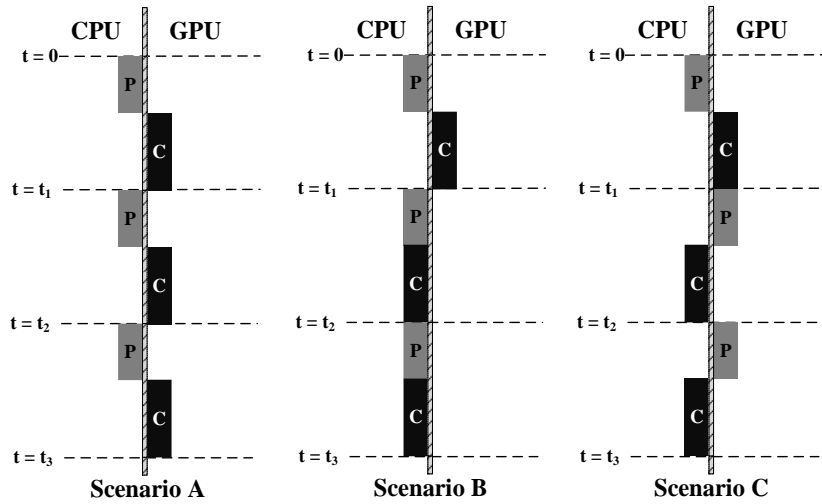 CPU GPU CPU GPU CPU GPU
t = 0 t = 0 t = 0
P P P
C C C
t = t1 t = t1 t = t1
P P P
C C C
t = t2 t = t2 t = t2
P P P
C C C
t = t3 t = t3 t = t3
Scenario A Scenario B Scenario C